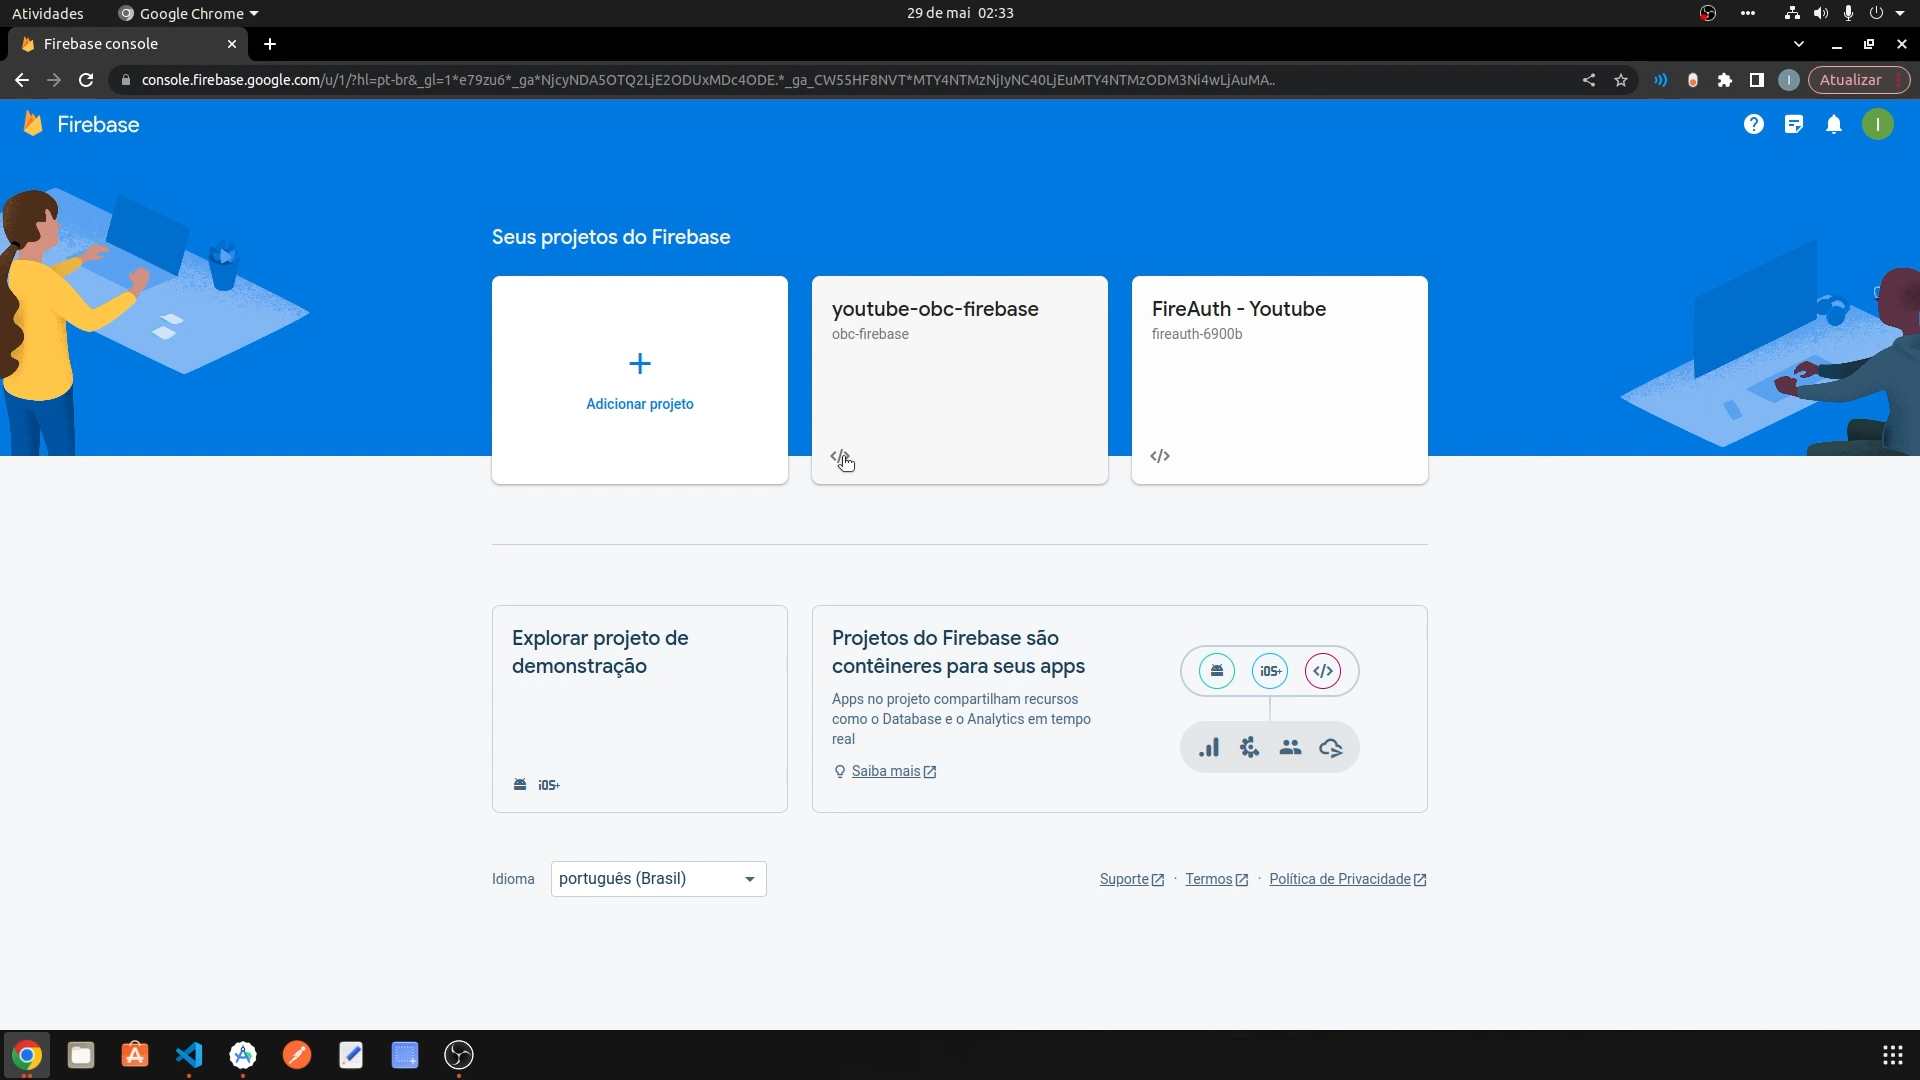 Atividades
Google Chrome
29 de mai 02:33
Firebase console
console.firebase.google.com/u/1/?hl=pt-br&_gl=1*e79zu6*_ga*NjcyNDA5OTQ2LjE2ODUxMDc4ODE.*_ga_CW55HF8NVT*MTY4NTMzNjIyNC40LjEuMTY4NTMzODM3Ni4wLjAuMA..
I
Atualizar
Firebase
I
Seus projetos do Firebase
Adicionar projeto
youtube-obc-firebase
obc-firebase
FireAuth - Youtube
fireauth-6900b
Explorar projeto de
demonstração
iOS+
Projetos do Firebase são
contêineres para seus apps
Apps no projeto compartilham recursos
como o Database e o Analytics em tempo
real
Saiba mais
iOS+
Idioma
português (Brasil)
Suporte · Termos · Política de Privacidade